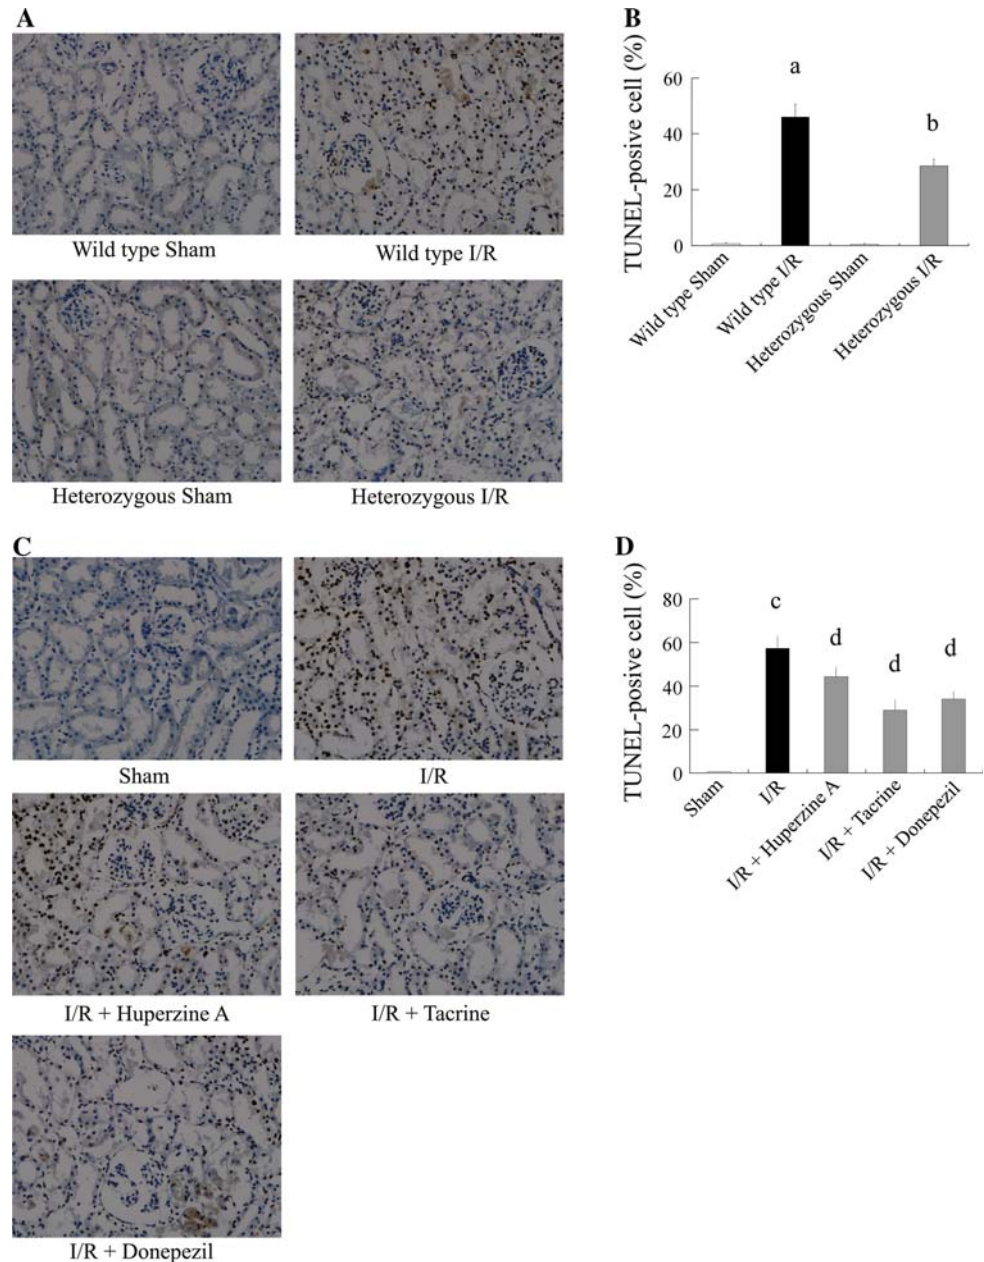 A
Wild type Sham
Wild type I/R
Heterozygous Sham
Heterozygous I/R
B
TUNEL-posive cell (%)
60
40
20
0
a
b
Wild type Sham
Wild type I/R
Heterozygous Sham
Heterozygous I/R
C
Sham
I/R
I/R + Huperzine A
I/R + Tacrine
I/R + Donepezil
D
TUNEL-posive cell (%)
80
60
40
20
0
c
d
d
d
Sham
I/R
I/R + Huperzine A
I/R + Tacrine
I/R + Donepezil